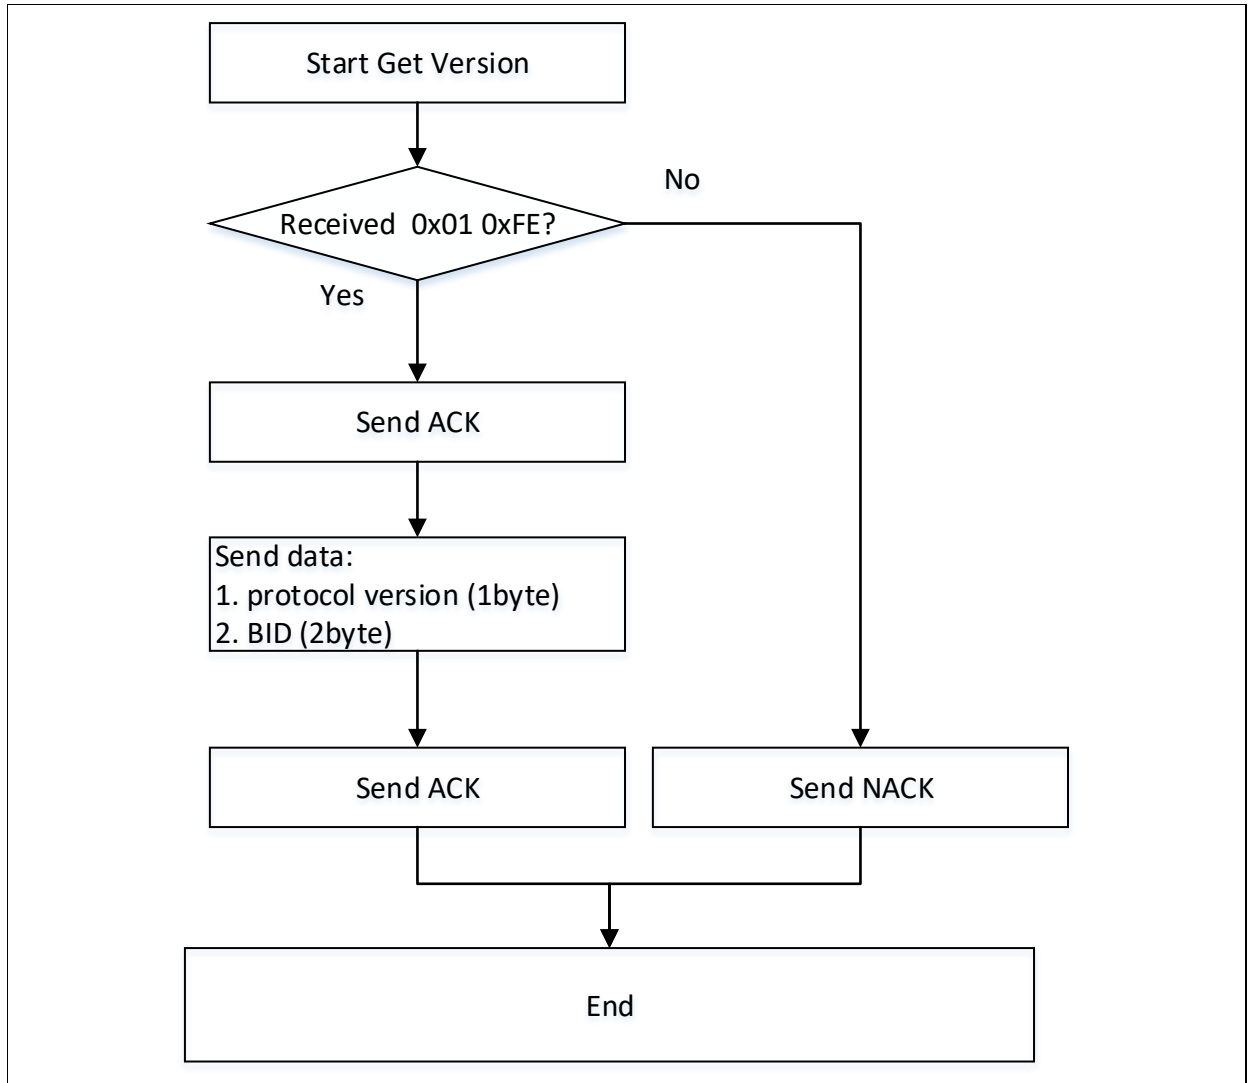 Start Get Version
No
Received  0x01 0xFE?
Yes
Send ACK
Send data:
1. protocol version (1byte)
2. BID (2byte)
Send ACK
Send NACK
End